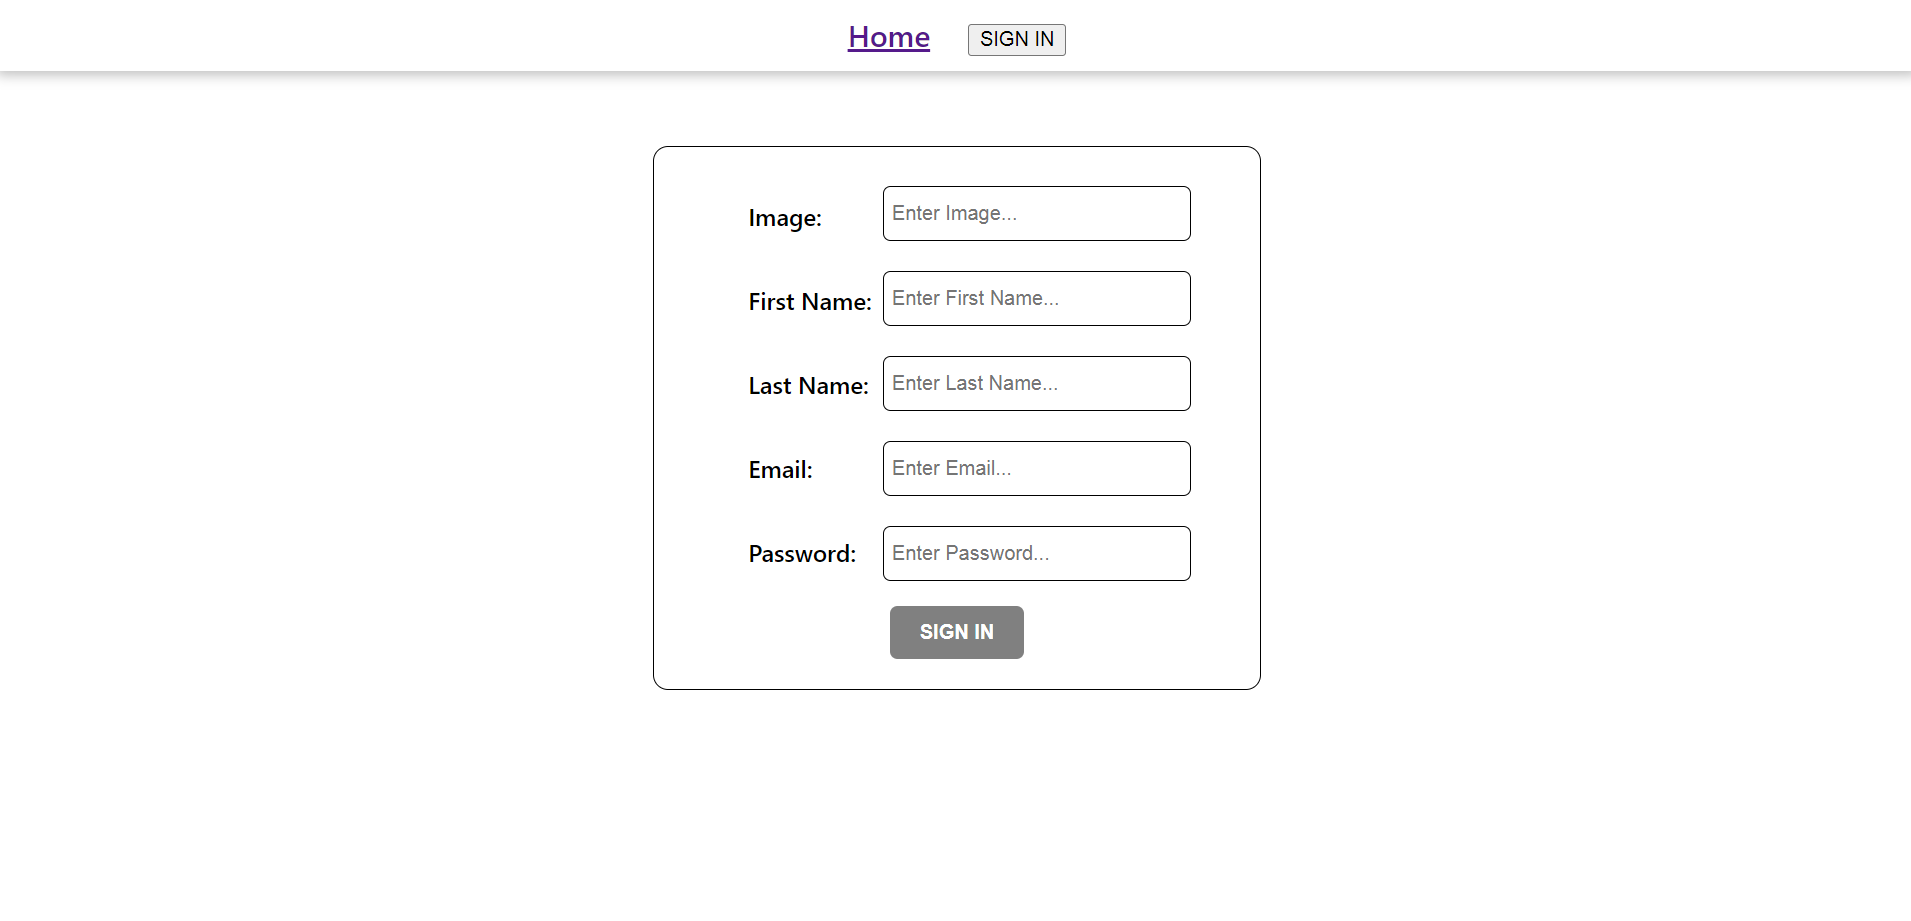 Home SIGN IN
Image: Enter Image...
First Name: Enter First Name...
Last Name: Enter Last Name...
Email: Enter Email...
Password: Enter Password...
SIGN IN